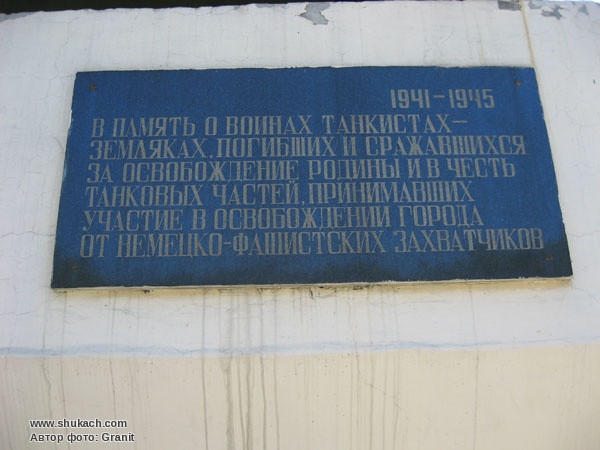 1941-1945
В ПАМЯТЬ О ВОИНАХ ТАНКИСТАХ-
ЗЕМЛЯКАХ, ПОГИБШИХ И СРАЖАВШИХСЯ
ЗА ОСВОБОЖДЕНИЕ РОДИНЫ И В ЧЕСТЬ
ТАНКОВЫХ ЧАСТЕЙ, ПРИНИМАВШИХ
УЧАСТИЕ В ОСВОБОЖДЕНИИ ГОРОДА
ОТ НЕМЕЦКО-ФАШИСТСКИХ ЗАХВАТЧИКОВ
www.shukach.com
Автор фото: Granit